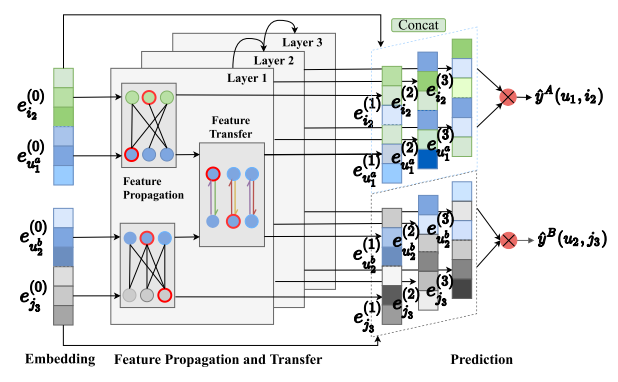 Concat
Layer 3
Layer 2
Layer 1
e_{i_2}^{(0)}
e_{u_1^a}^{(0)}
e_{u_2^b}^{(0)}
e_{j_3}^{(0)}
Feature
Propagation
Feature
Transfer
e_{i_2}^{(1)}
e_{i_2}^{(2)}
e_{i_2}^{(3)}
e_{u_1^a}^{(1)}
e_{u_1^a}^{(2)}
e_{u_1^a}^{(3)}
e_{u_2^b}^{(1)}
e_{u_2^b}^{(2)}
e_{u_2^b}^{(3)}
e_{j_3}^{(1)}
e_{j_3}^{(2)}
e_{j_3}^{(3)}
ŷ^A(u_1, i_2)
ŷ^B(u_2, j_3)
Embedding
Feature Propagation and Transfer
Prediction